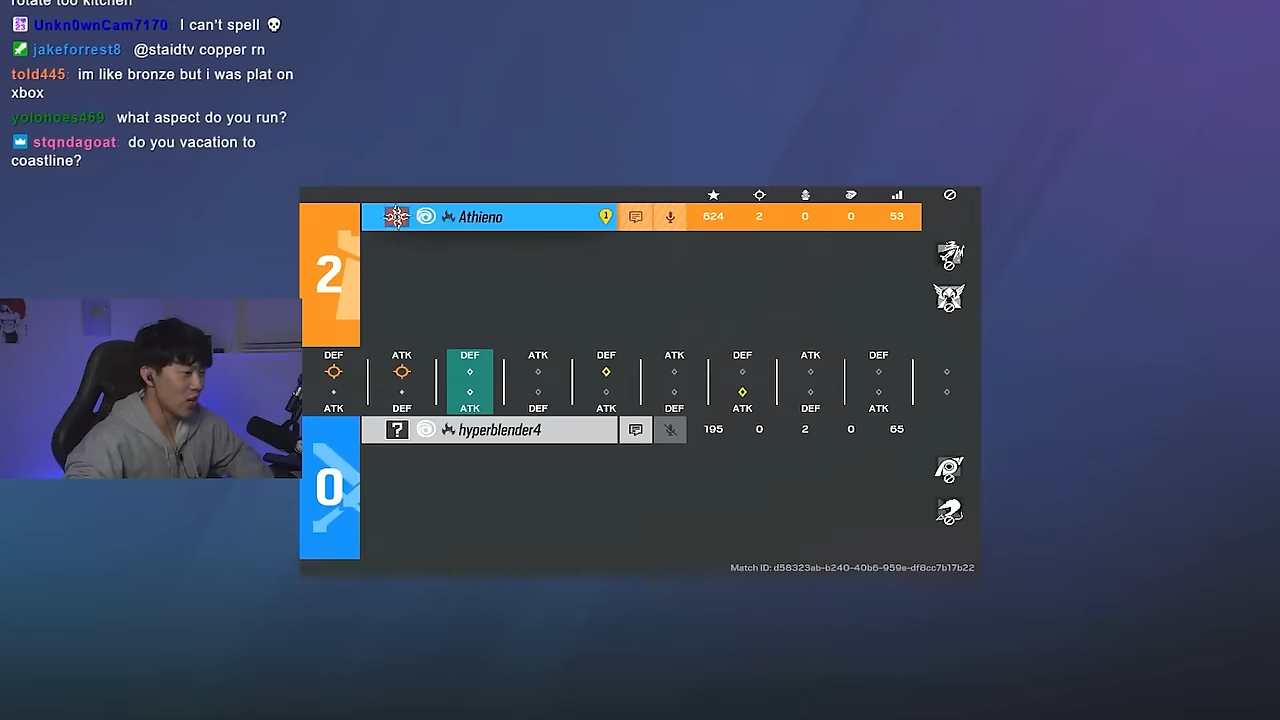 rotate too kitchen
Unkn0wnCam7170: I can't spell 💀
jakeforrest8: @staidtv copper rn
told445: im like bronze but i was plat on
xbox
yolohoes469: what aspect do you run?
stqndagoat: do you vacation to
coastline?
2
Athieno 1 624 2 0 0 53
DEF ATK DEF ATK DEF ATK DEF ATK DEF
ATK DEF ATK DEF ATK DEF ATK DEF ATK
0
? hyperblender4 195 0 2 0 65
Match ID: d58323ab-b240-40b6-959e-df8cc7b17b22